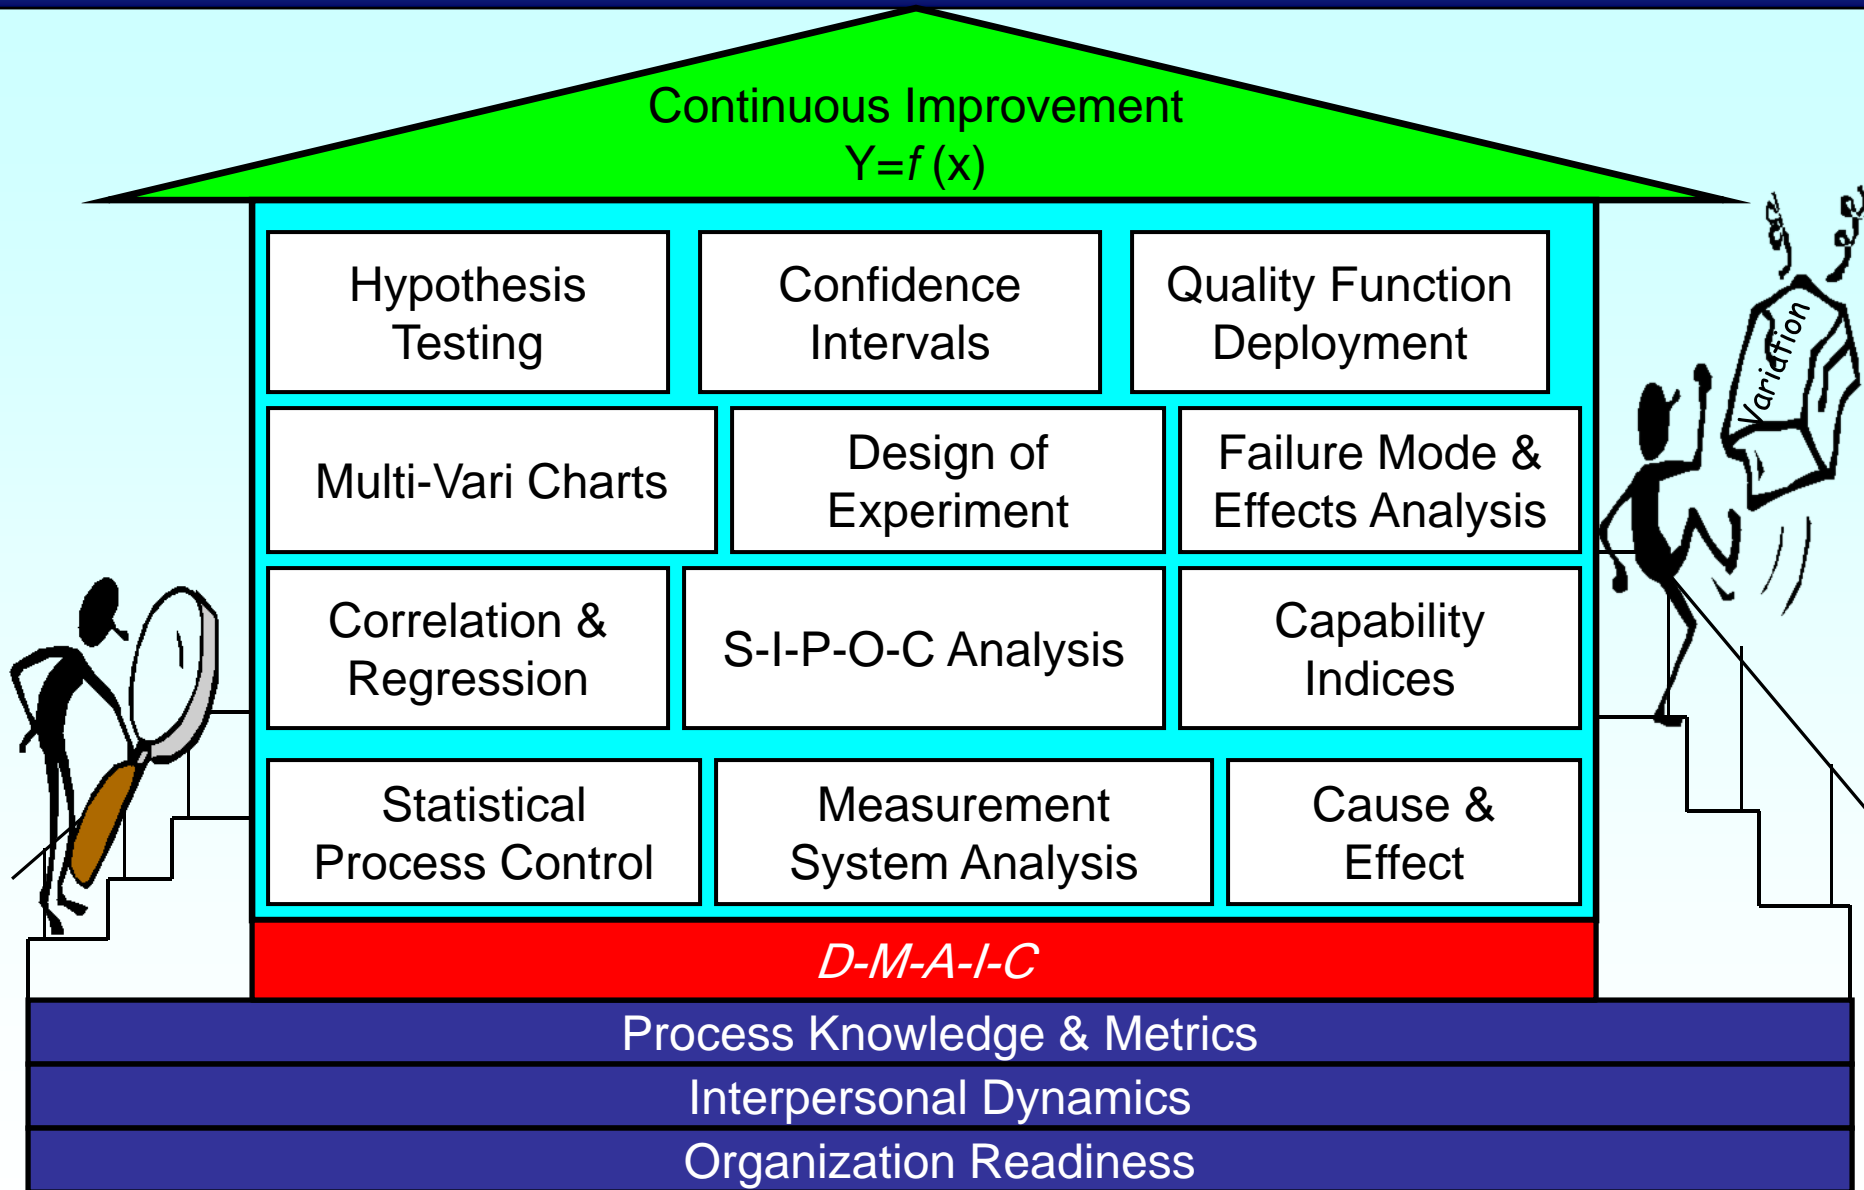 Continuous Improvement
Y=f (x)
Hypothesis
Testing
Confidence
Intervals
Quality Function
Deployment
Variation
Multi-Vari Charts
Design of
Experiment
Failure Mode &
Effects Analysis
Correlation &
Regression
S-I-P-O-C Analysis
Capability
Indices
Statistical
Process Control
Measurement
System Analysis
Cause &
Effect
D-M-A-I-C
Process Knowledge & Metrics
Interpersonal Dynamics
Organization Readiness